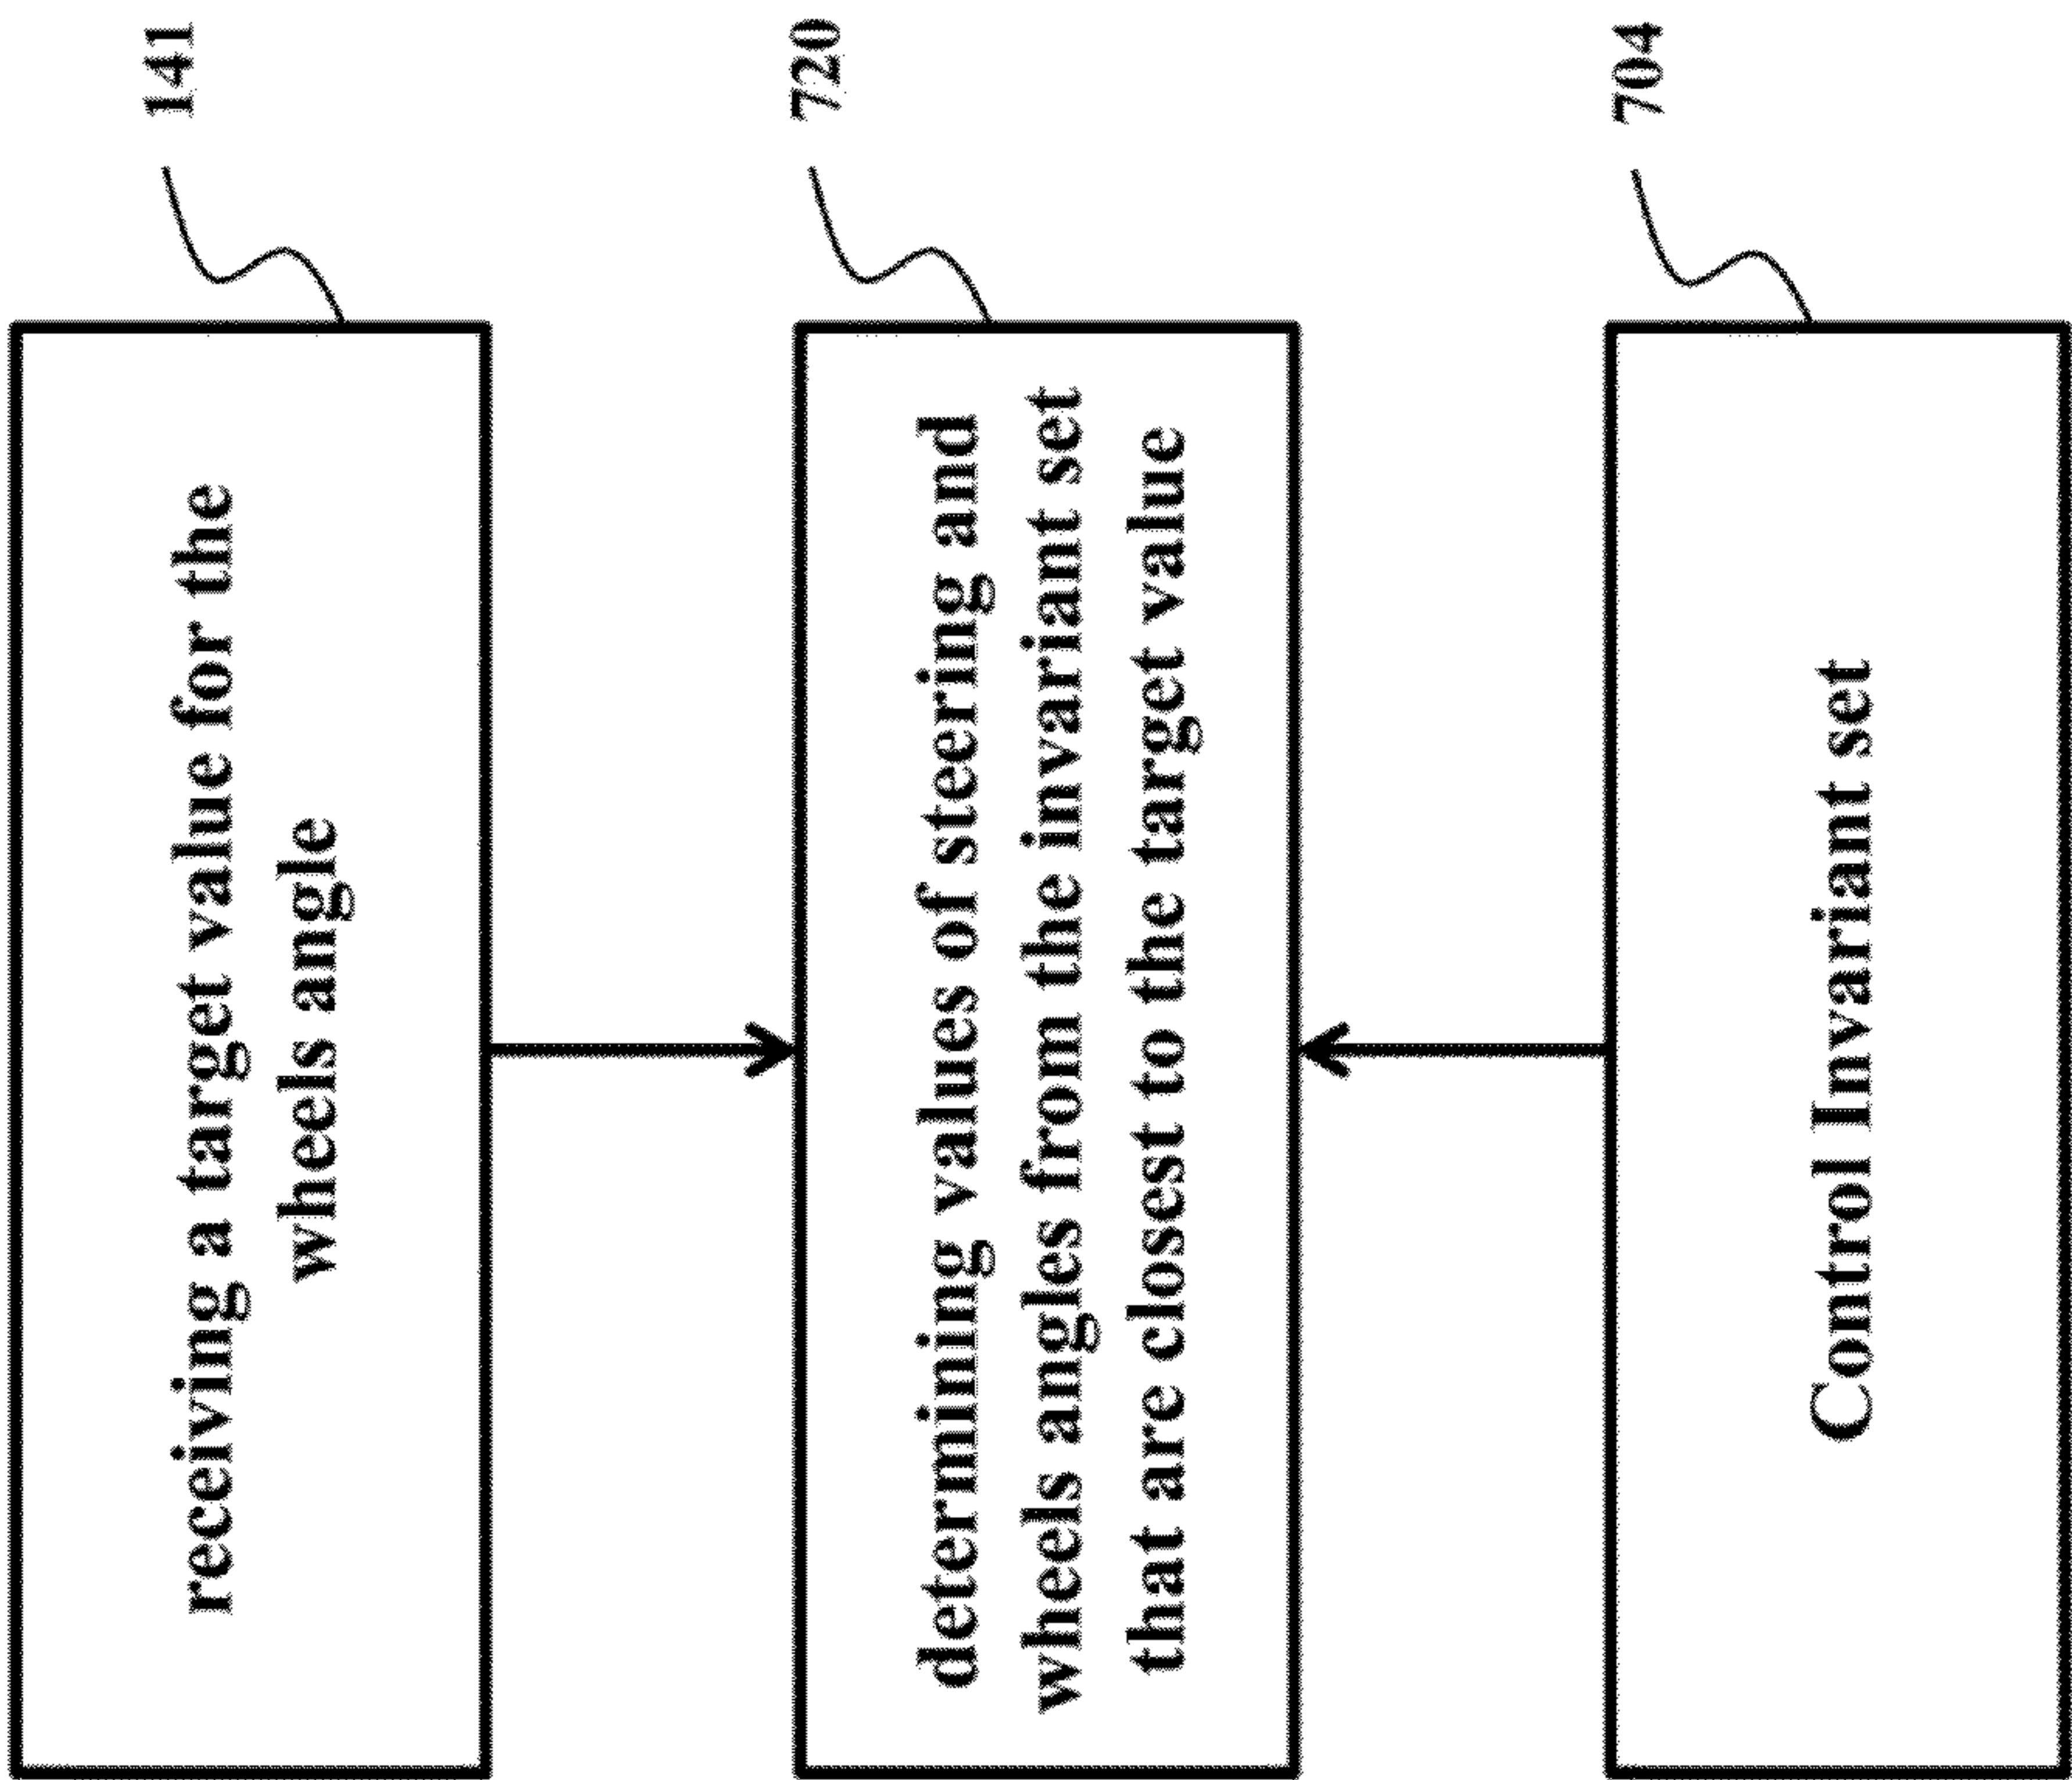 receiving a target value for the
wheels angle
141
determining values of steering and
wheels angles from the invariant set
that are closest to the target value
720
Control Invariant set
704